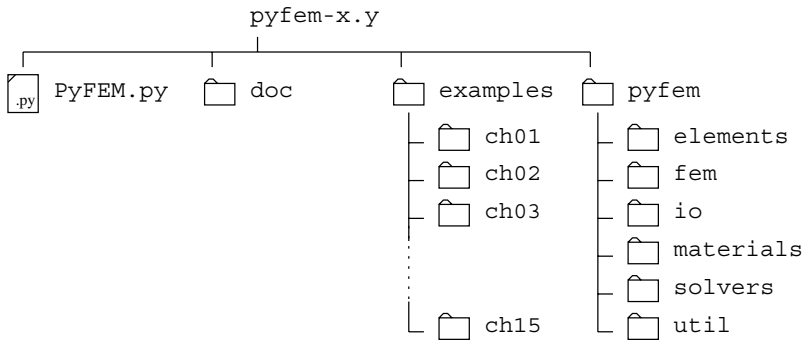 pyfem-x.y
.py PyFEM.py doc examples pyfem
ch01 elements
ch02 fem
ch03 io
materials
solvers
ch15 util